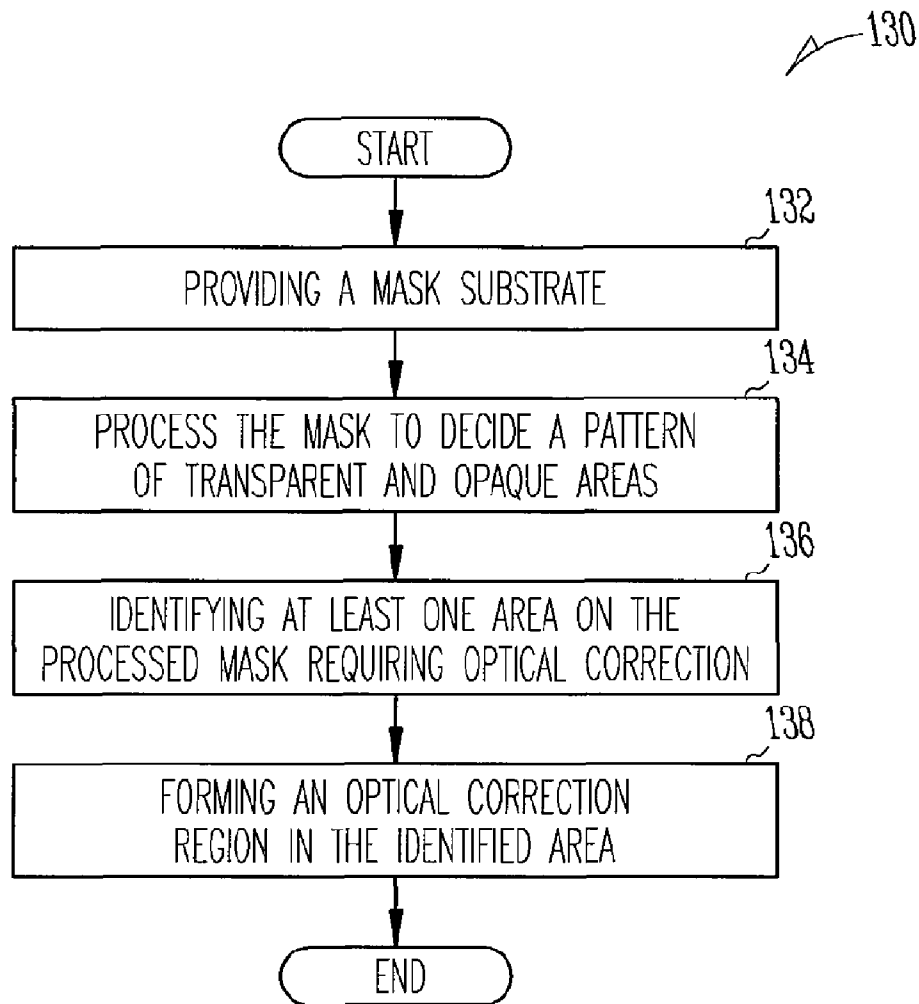 130
START
132
PROVIDING A MASK SUBSTRATE
134
PROCESS THE MASK TO DECIDE A PATTERN
OF TRANSPARENT AND OPAQUE AREAS
136
IDENTIFYING AT LEAST ONE AREA ON THE
PROCESSED MASK REQUIRING OPTICAL CORRECTION
138
FORMING AN OPTICAL CORRECTION
REGION IN THE IDENTIFIED AREA
END